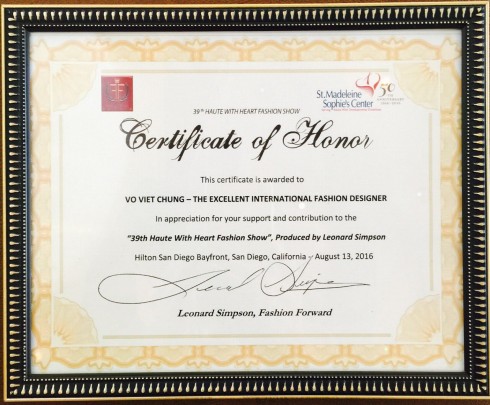 St. Madeleine
Sophie's Center
50
39TH HAUTE WITH HEART FASHION SHOW
Certificate of Honor
This certificate is awarded to
VO VIET CHUNG – THE EXCELLENT INTERNATIONAL FASHION DESIGNER
In appreciation for your support and contribution to the
"39th Haute With Heart Fashion Show", Produced by Leonard Simpson
Hilton San Diego Bayfront, San Diego, California - August 13, 2016
Leonard Simpson, Fashion Forward